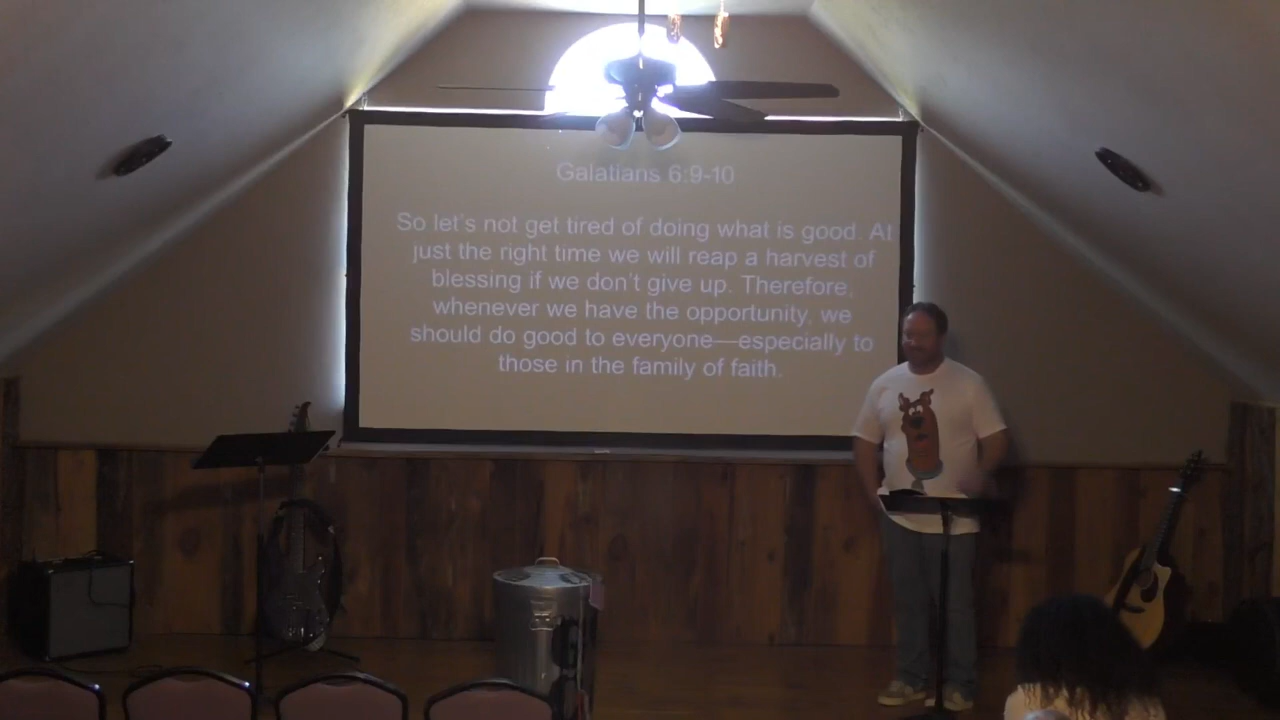 Galatians 6:9-10
So let's not get tired of doing what is good. At
just the right time we will reap a harvest of
blessing if we don't give up. Therefore,
whenever we have the opportunity, we
should do good to everyone—especially to
those in the family of faith.